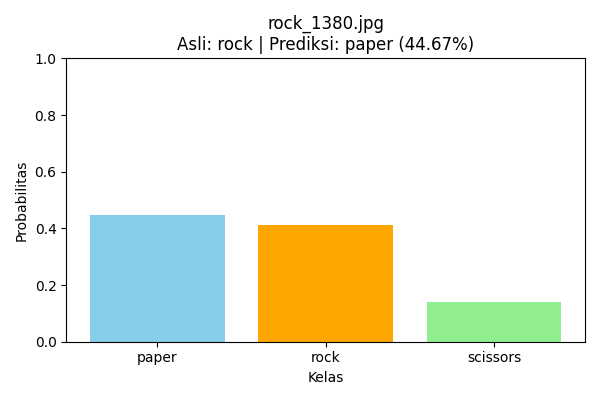 rock_1380.jpg
Asli: rock | Prediksi: paper (44.67%)
1.0
0.8
0.6
0.4
0.2
0.0
Probabilitas
paper rock scissors
Kelas